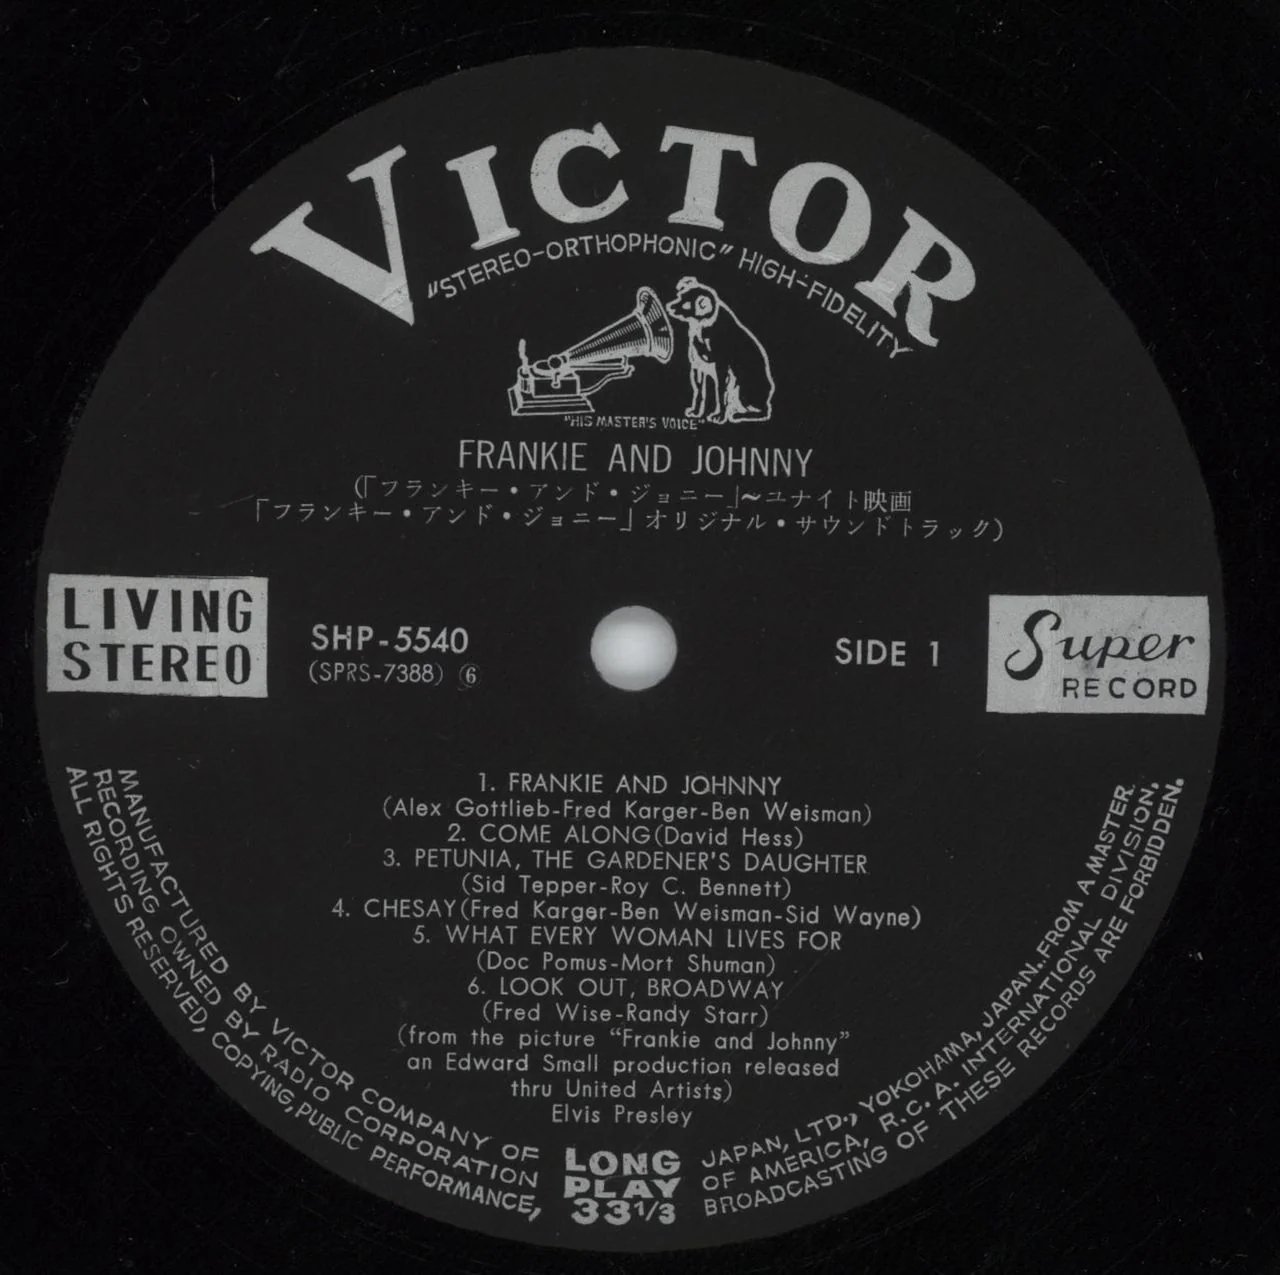 VICTOR
"STEREO-ORTHOPHONIC" HIGH-FIDELITY
"HIS MASTER'S VOICE"
FRANKIE AND JOHNNY
(「フランキー・アンド・ジョニー」〜ユナイト映画
「フランキー・アンド・ジョニー」オリジナル・サウンドトラック)
LIVING
STEREO
SHP-5540
(SPRS-7388) ⑥
SIDE 1
Super
RECORD
1. FRANKIE AND JOHNNY
(Alex Gottlieb-Fred Karger-Ben Weisman)
2. COME ALONG(David Hess)
3. PETUNIA, THE GARDENER'S DAUGHTER
(Sid Tepper-Roy C. Bennett)
4. CHESAY(Fred Karger-Ben Weisman-Sid Wayne)
5. WHAT EVERY WOMAN LIVES FOR
(Doc Pomus-Mort Shuman)
6. LOOK OUT, BROADWAY
(Fred Wise-Randy Starr)
(from the picture "Frankie and Johnny"
an Edward Small production released
thru United Artists)
Elvis Presley
LONG
PLAY
33 1/3
MANUFACTURED BY VICTOR COMPANY OF JAPAN, LTD., YOKOHAMA, JAPAN. FROM A MASTER
RECORDING OWNED BY RADIO CORPORATION OF AMERICA, R.C.A. INTERNATIONAL DIVISION.
ALL RIGHTS RESERVED, COPYING, PUBLIC PERFORMANCE, BROADCASTING OF THESE RECORDS ARE FORBIDDEN.